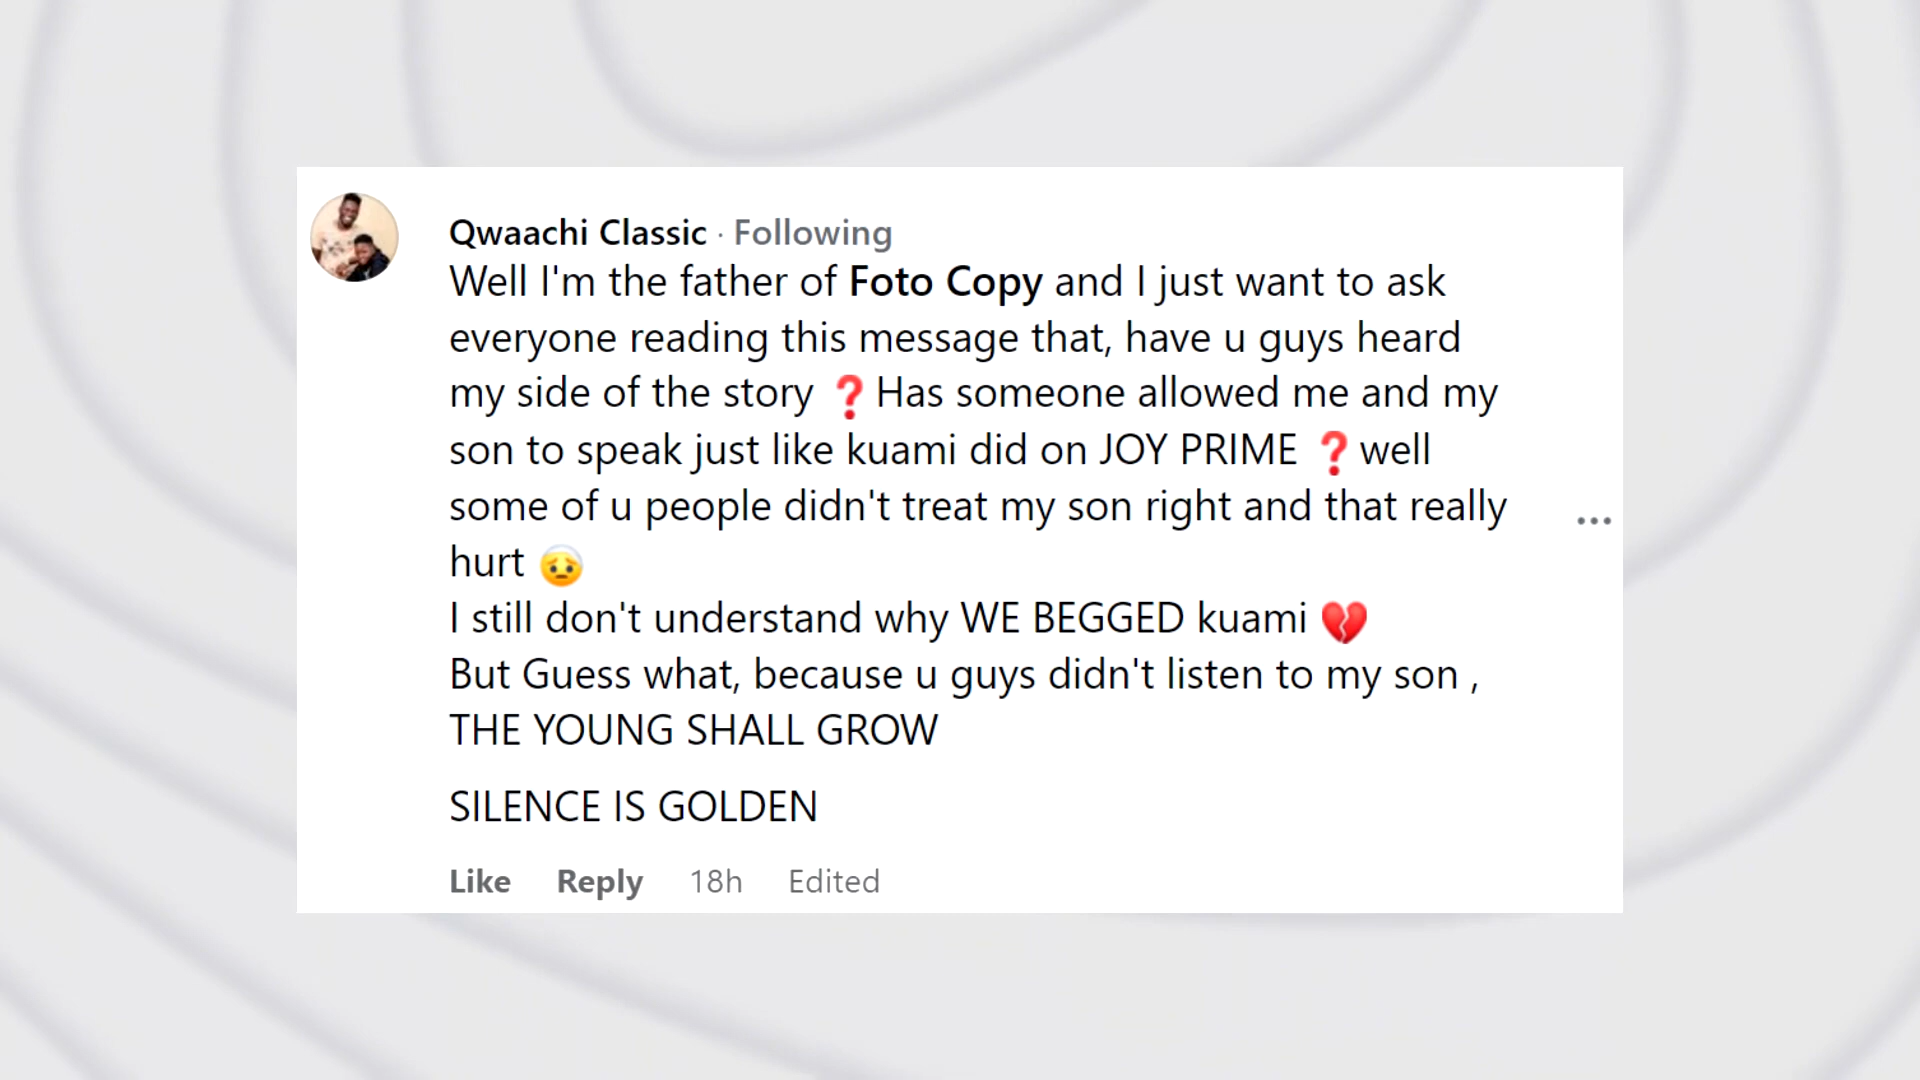 Qwaachi Classic · Following
Well I'm the father of Foto Copy and I just want to ask
everyone reading this message that, have u guys heard
my side of the story ❓Has someone allowed me and my
son to speak just like kuami did on JOY PRIME ❓well
some of u people didn't treat my son right and that really
hurt 🤕
I still don't understand why WE BEGGED kuami 💔
But Guess what, because u guys didn't listen to my son ,
THE YOUNG SHALL GROW
SILENCE IS GOLDEN
Like Reply 18h Edited